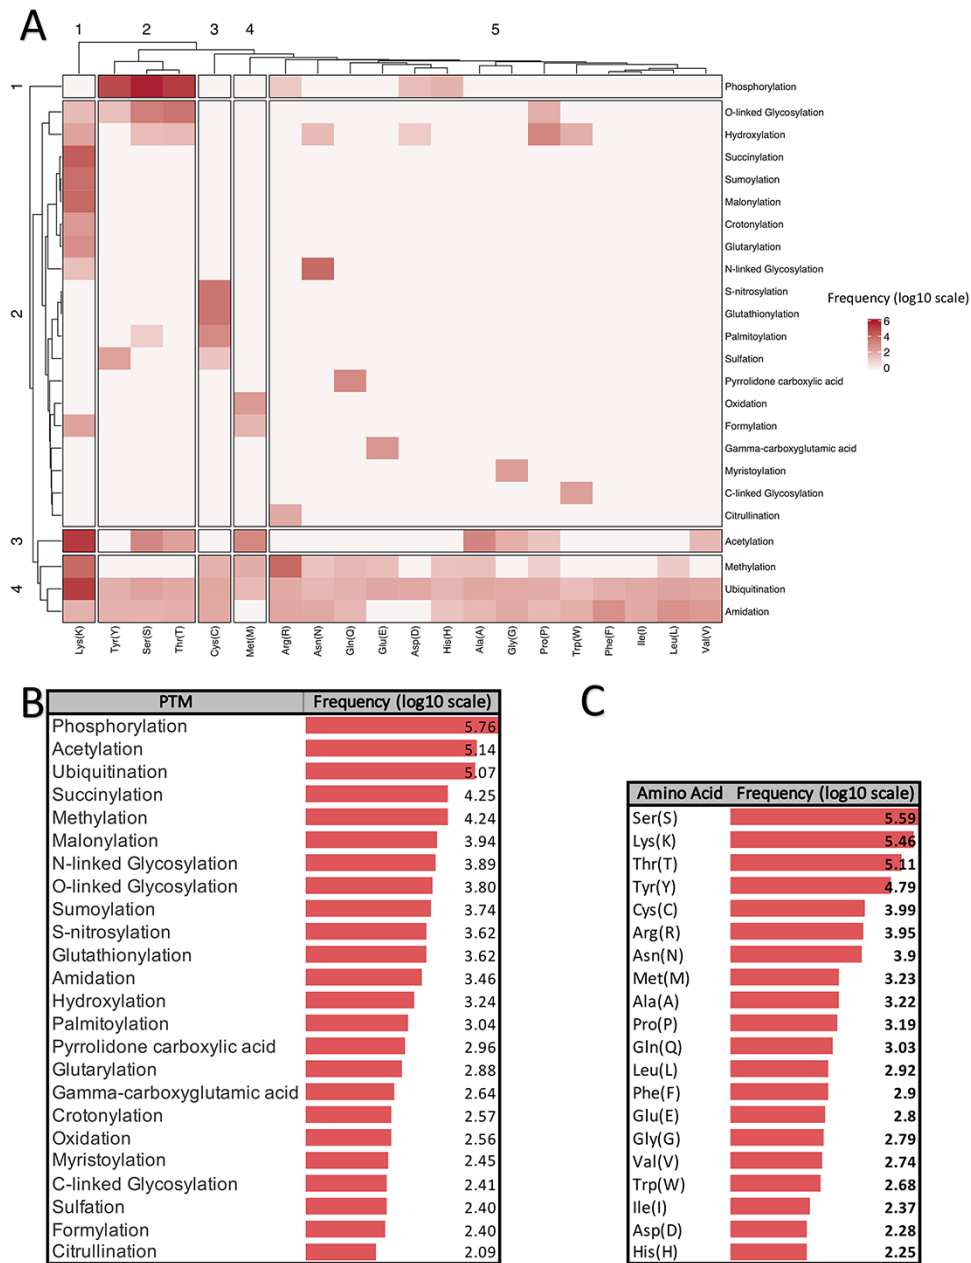 A
1 2 3 4 5
1
Phosphorylation
O-linked Glycosylation
Hydroxylation
Succinylation
Sumoylation
Malonylation
Crotonylation
Glutarylation
N-linked Glycosylation
2
S-nitrosylation
Glutathionylation
Palmitoylation
Sulfation
Pyrrolidone carboxylic acid
Oxidation
Formylation
Gamma-carboxyglutamic acid
Myristoylation
C-linked Glycosylation
Citrullination
3
Acetylation
4
Methylation
Ubiquitination
Amidation
Frequency (log10 scale)
6
4
2
0
Lys(K) Tyr(Y) Ser(S) Thr(T) Cys(C) Met(M) Arg(R) Asn(N) Gln(Q) Glu(E) Asp(D) His(H) Ala(A) Gly(G) Pro(P) Trp(W) Phe(F) Ile(I) Leu(L) Val(V)
B
PTM Frequency (log10 scale)
Phosphorylation 5.76
Acetylation 5.14
Ubiquitination 5.07
Succinylation 4.25
Methylation 4.24
Malonylation 3.94
N-linked Glycosylation 3.89
O-linked Glycosylation 3.80
Sumoylation 3.74
S-nitrosylation 3.62
Glutathionylation 3.62
Amidation 3.46
Hydroxylation 3.24
Palmitoylation 3.04
Pyrrolidone carboxylic acid 2.96
Glutarylation 2.88
Gamma-carboxyglutamic acid 2.64
Crotonylation 2.57
Oxidation 2.56
Myristoylation 2.45
C-linked Glycosylation 2.41
Sulfation 2.40
Formylation 2.40
Citrullination 2.09
C
Amino Acid Frequency (log10 scale)
Ser(S) 5.59
Lys(K) 5.46
Thr(T) 5.11
Tyr(Y) 4.79
Cys(C) 3.99
Arg(R) 3.95
Asn(N) 3.9
Met(M) 3.23
Ala(A) 3.22
Pro(P) 3.19
Gln(Q) 3.03
Leu(L) 2.92
Phe(F) 2.9
Glu(E) 2.8
Gly(G) 2.79
Val(V) 2.74
Trp(W) 2.68
Ile(I) 2.37
Asp(D) 2.28
His(H) 2.25